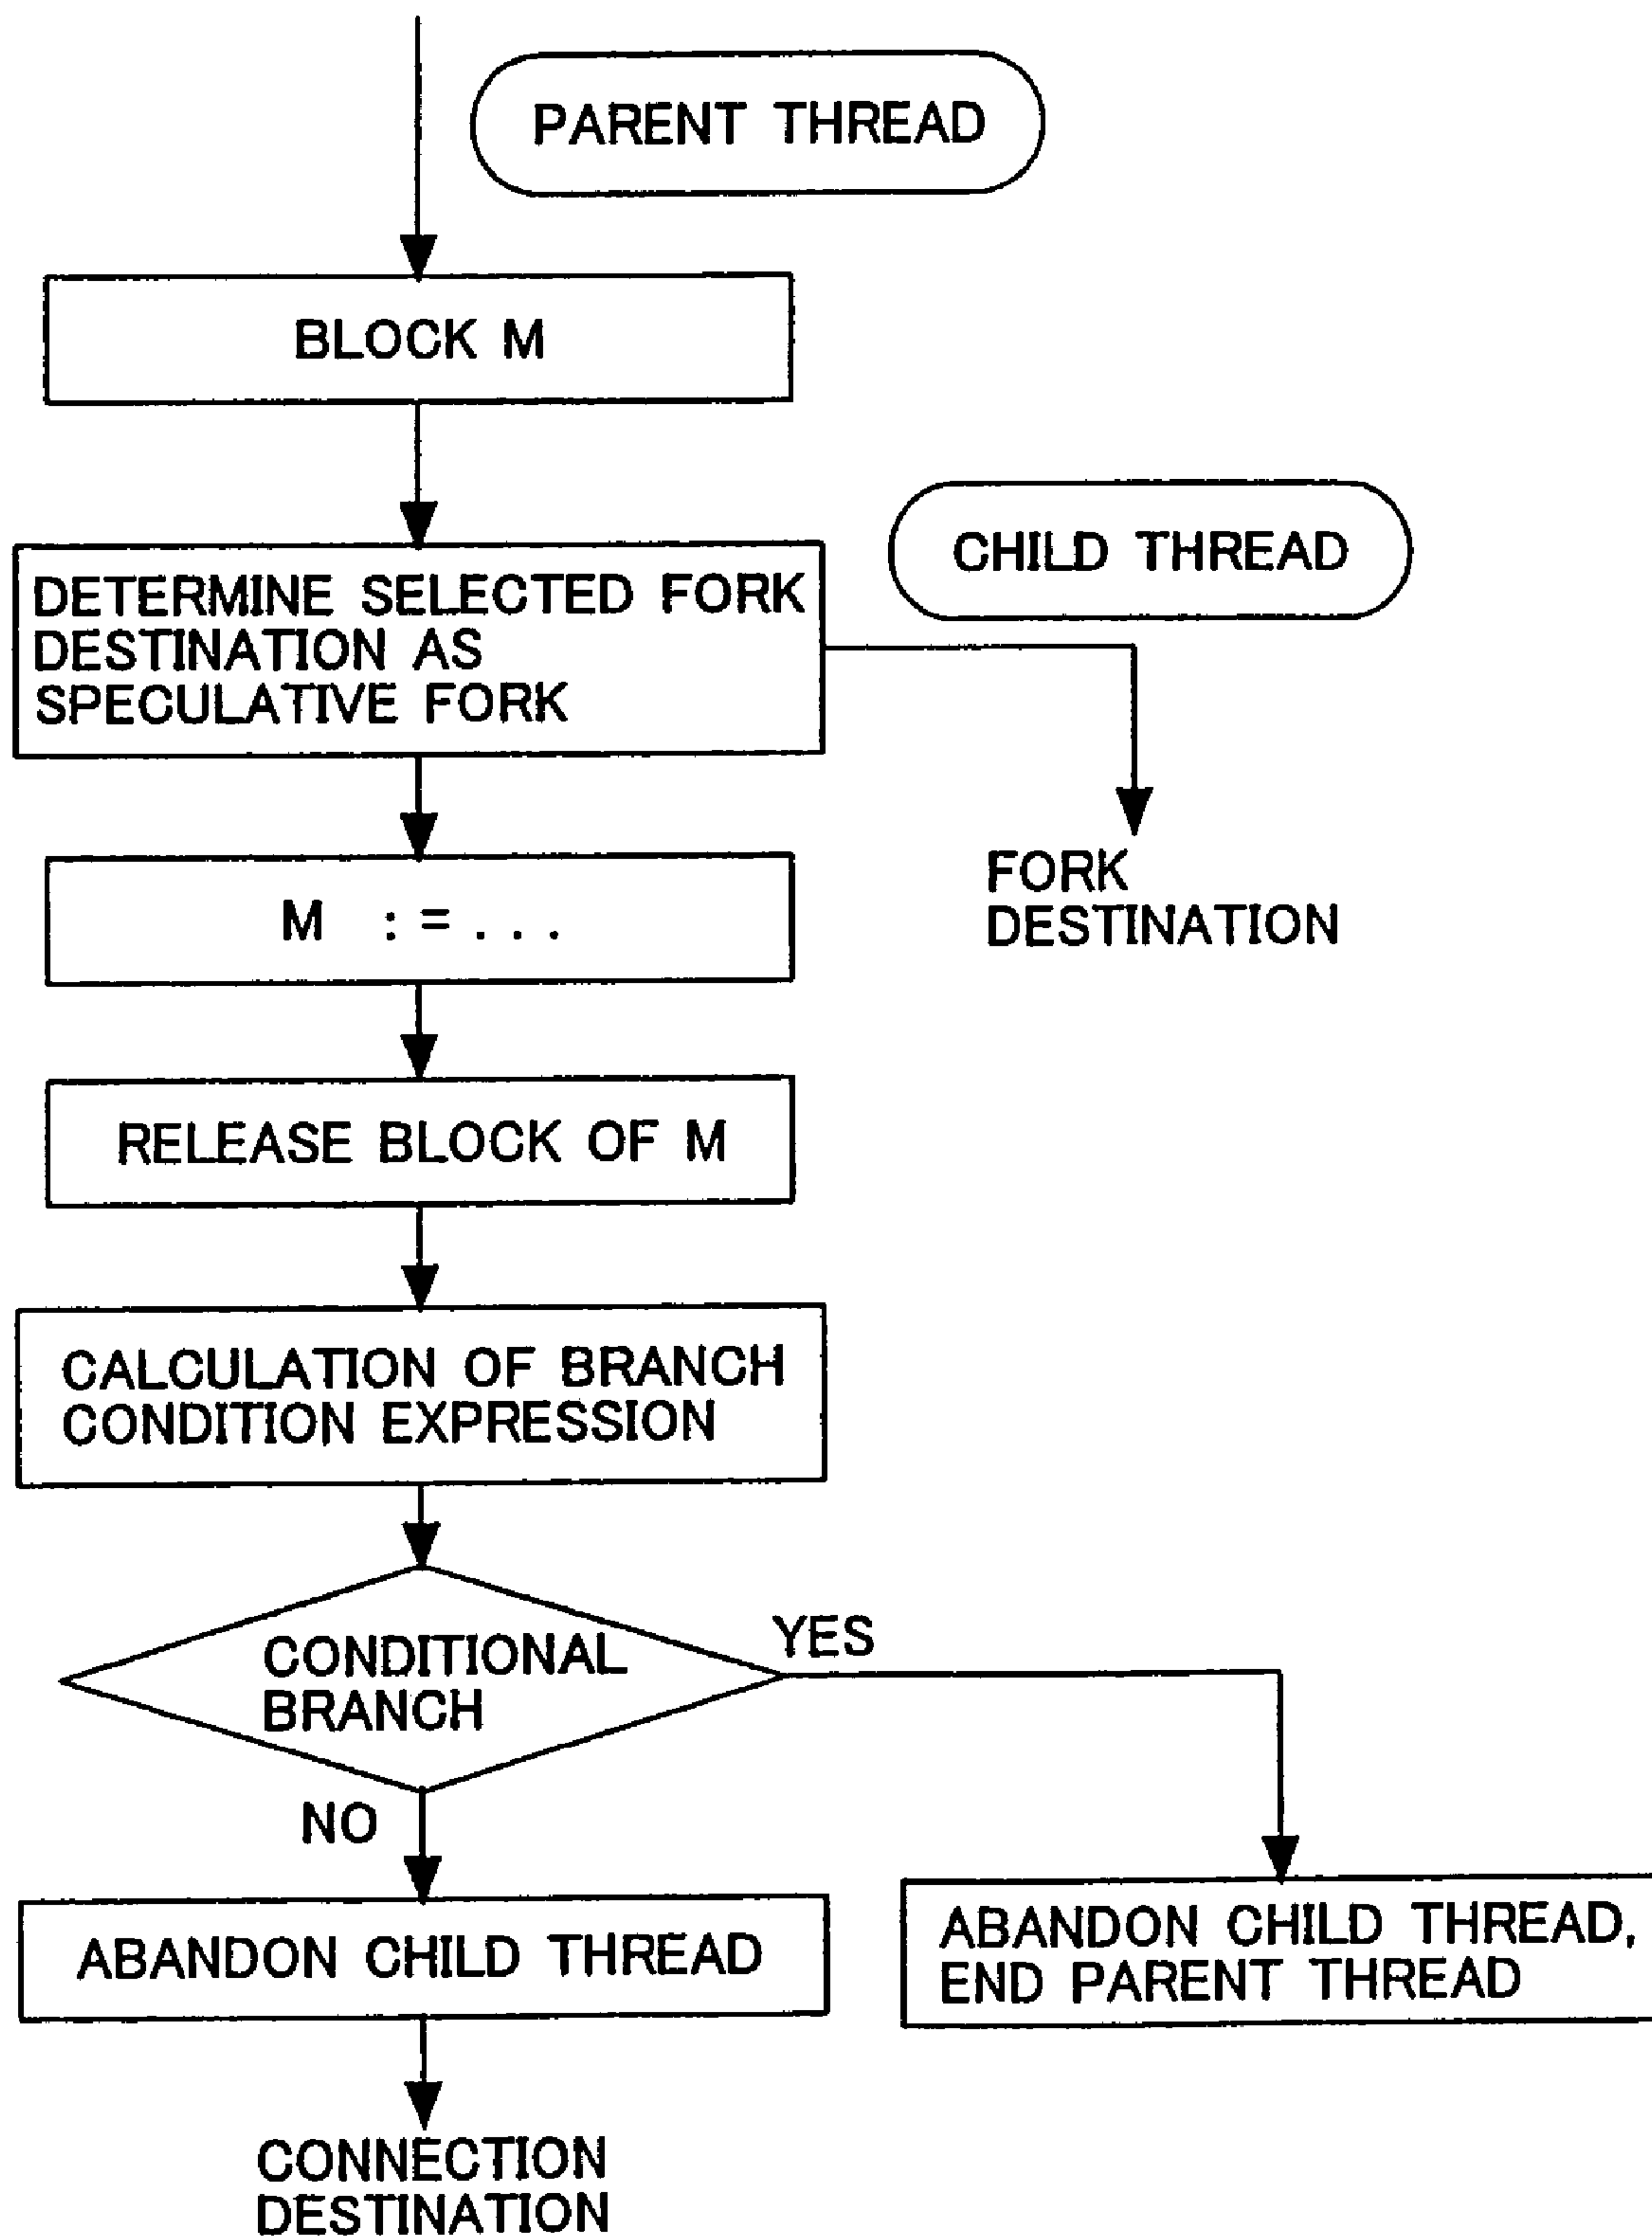 PARENT THREAD
BLOCK M
CHILD THREAD
DETERMINE SELECTED FORK
DESTINATION AS
SPECULATIVE FORK
FORK
DESTINATION
M := . . .
RELEASE BLOCK OF M
CALCULATION OF BRANCH
CONDITION EXPRESSION
CONDITIONAL
BRANCH
YES
NO
ABANDON CHILD THREAD
ABANDON CHILD THREAD,
END PARENT THREAD
CONNECTION
DESTINATION